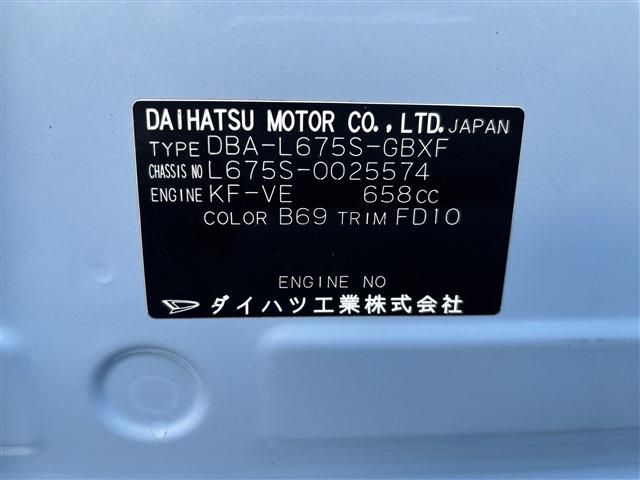 DAIHATSU MOTOR CO., LTD. JAPAN
TYPE DBA-L675S-GBXF
CHASSIS NO L675S-0025574
ENGINE KF-VE 658CC
COLOR B69 TRIM FD10
ENGINE NO
ダイハツ工業株式会社